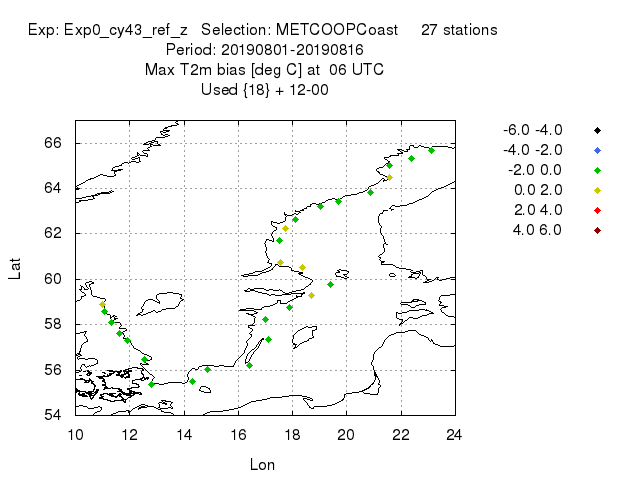 Exp: Exp0_cy43_ref_z Selection: METCOOPCoast 27 stations
Period: 20190801-20190816
Max T2m bias [deg C] at 06 UTC
Used {18} + 12-00
-6.0 -4.0
-4.0 -2.0
-2.0 0.0
0.0 2.0
2.0 4.0
4.0 6.0
66
64
62
60
58
56
54
Lat
10 12 14 16 18 20 22 24
Lon